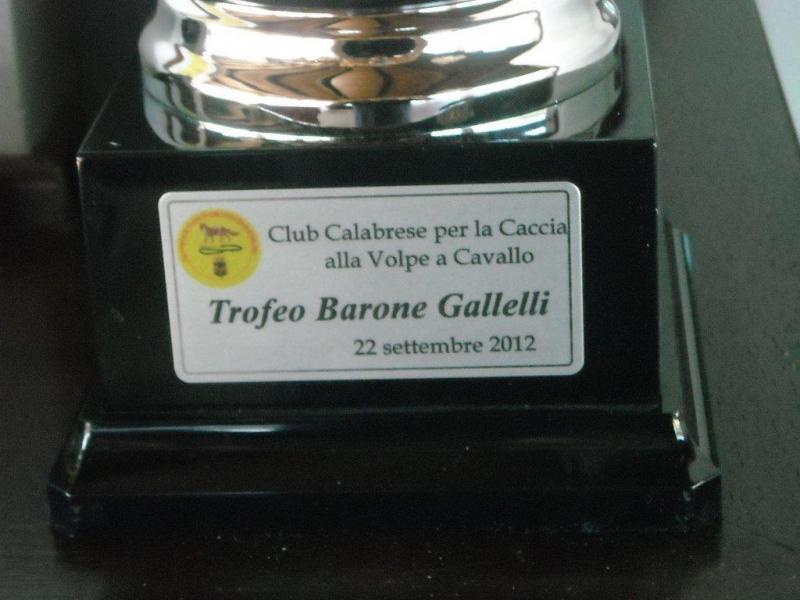 Club Calabrese per la Caccia
alla Volpe a Cavallo
Trofeo Barone Gallelli
22 settembre 2012